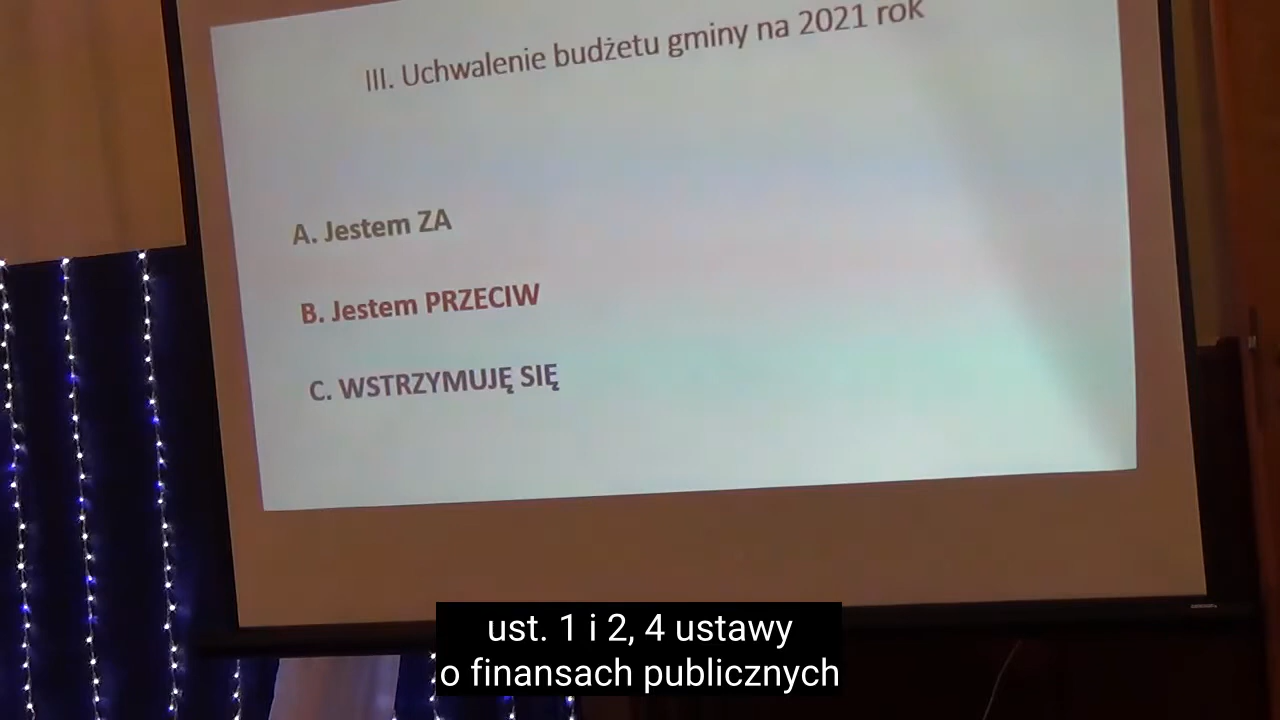 III. Uchwalenie budżetu gminy na 2021 rok
A. Jestem ZA
B. Jestem PRZECIW
C. WSTRZYMUJĘ SIĘ
ust. 1 i 2, 4 ustawy
o finansach publicznych